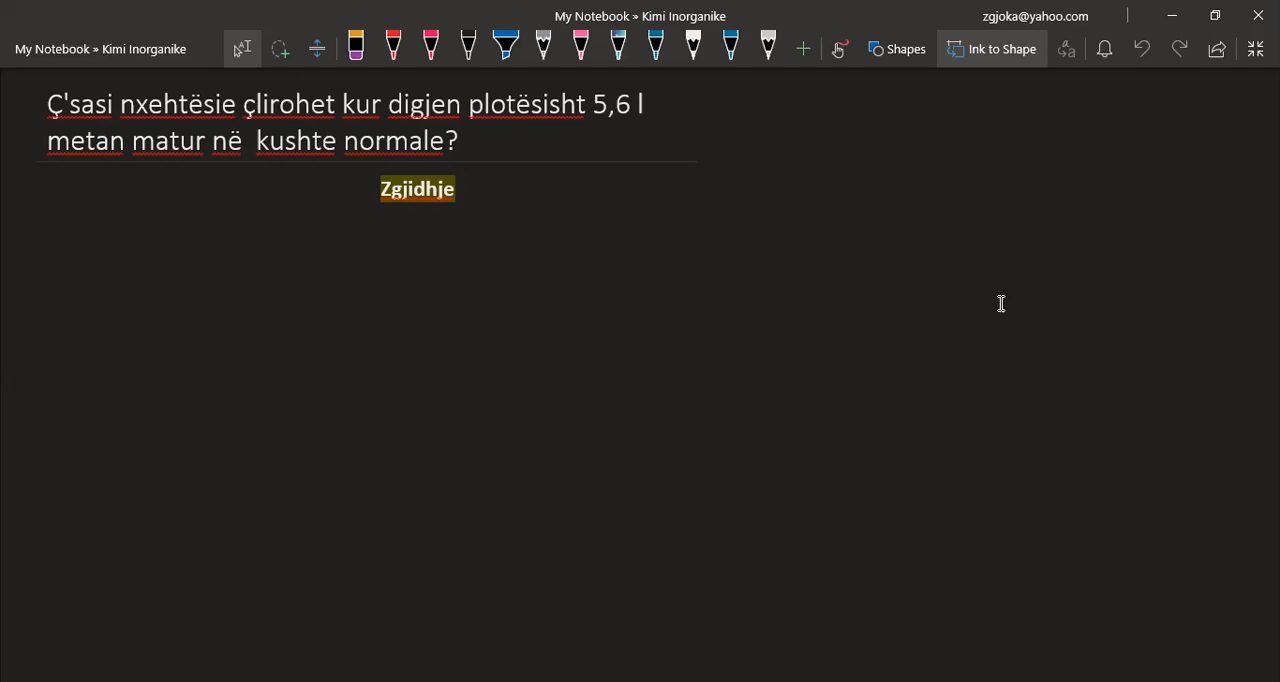 My Notebook » Kimi Inorganike
zgjoka@yahoo.com
My Notebook » Kimi Inorganike
Shapes
Ink to Shape
Ç'sasi nxehtësie çlirohet kur digjen plotësisht 5,6 l
metan matur në kushte normale?
Zgjidhje